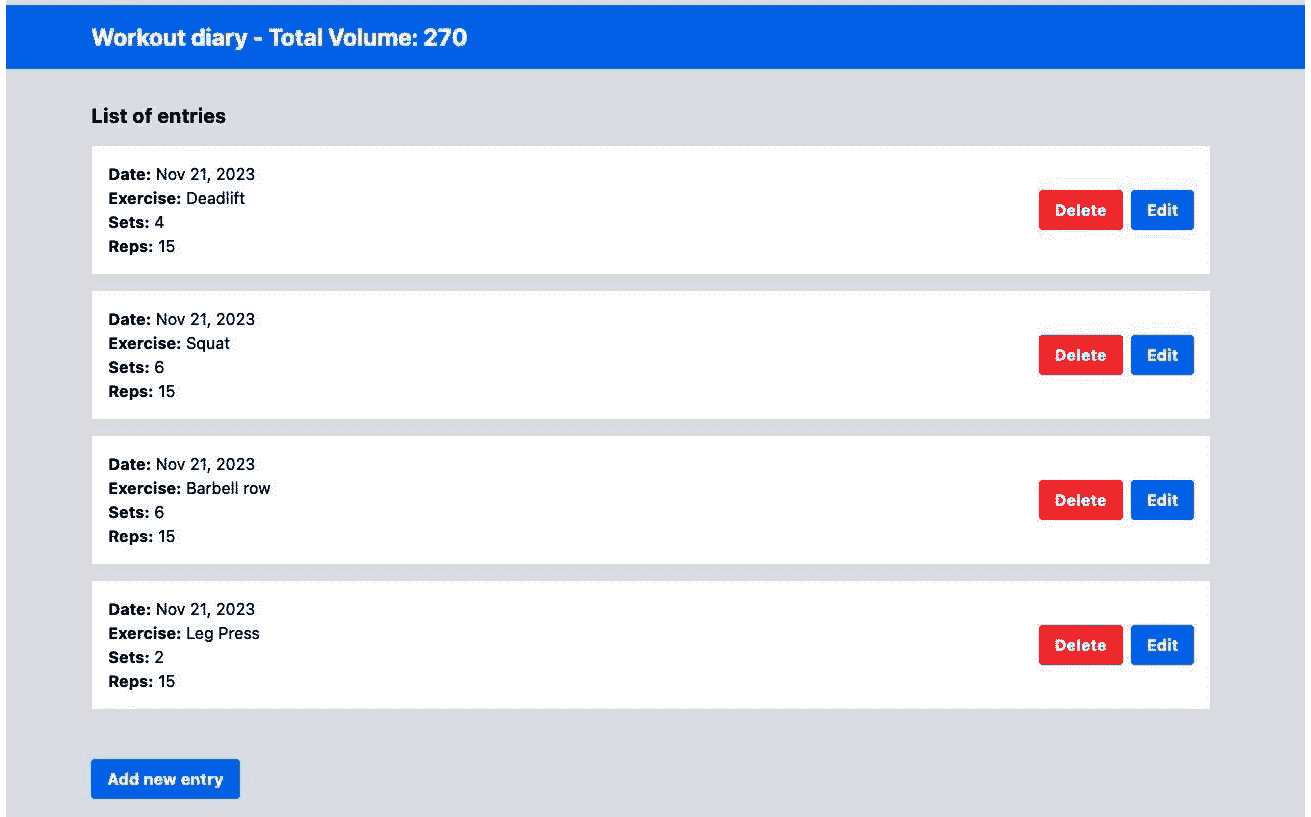 Workout diary - Total Volume: 270
List of entries
Date: Nov 21, 2023
Exercise: Deadlift
Sets: 4
Reps: 15
Delete
Edit
Date: Nov 21, 2023
Exercise: Squat
Sets: 6
Reps: 15
Delete
Edit
Date: Nov 21, 2023
Exercise: Barbell row
Sets: 6
Reps: 15
Delete
Edit
Date: Nov 21, 2023
Exercise: Leg Press
Sets: 2
Reps: 15
Delete
Edit
Add new entry